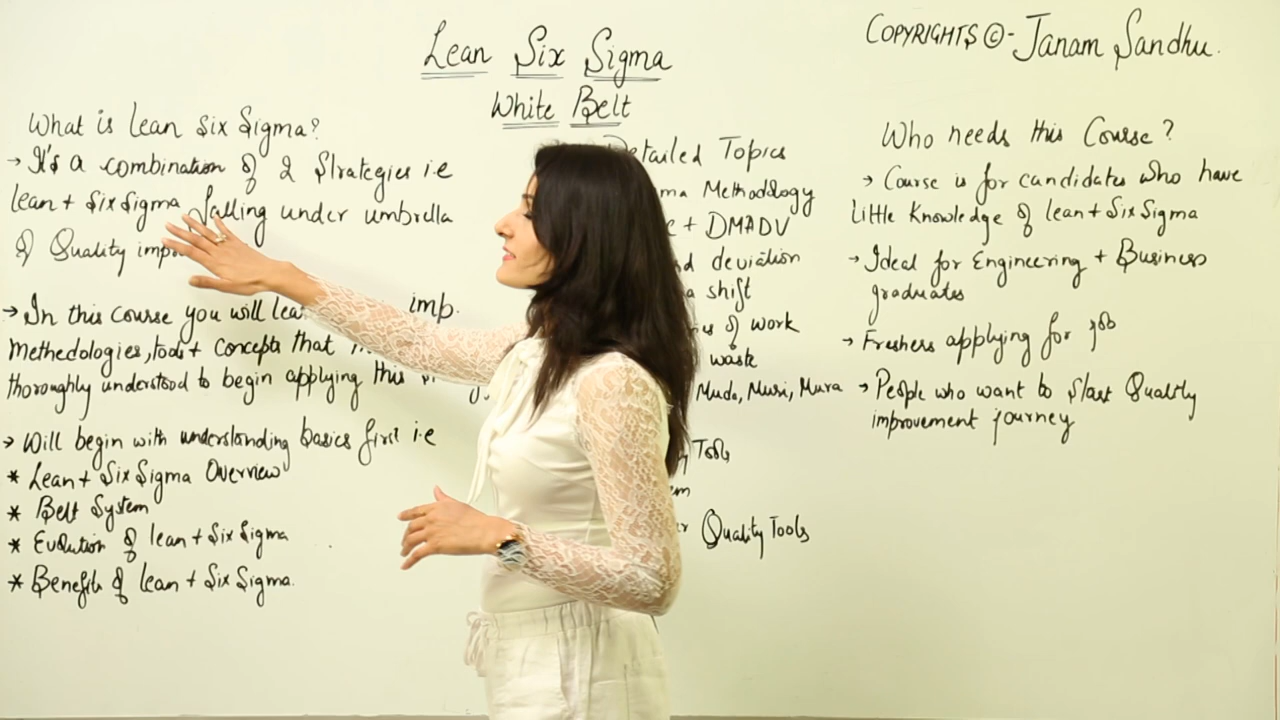 Lean Six Sigma
White Belt
COPYRIGHTS © - Janam Sandhu.
What is Lean Six Sigma?
→ It's a combination of 2 Strategies i.e
lean + Six Sigma falling under umbrella
of Quality
→ In this course you will imp.
Methedologies, tools + concepts that
thoroughly understood to begin applying this
→ Will begin with understanding basics first i.e
* Lean + Six Sigma Overview
* Belt System
* Evolution of lean + Six Sigma
* Benefits of lean + Six Sigma.
Detailed Topics
Methodology
+ DMADV
deviation
shift
of work
waste
Muda, Muri, Mura
Tools
Quality Tools
Who needs this Course?
→ Course is for candidates who have
Little Knowledge of lean + Six Sigma
→ Ideal for Engineering + Business
graduates
→ Freshers applying for job
→ People who want to Start Quality
improvement journey